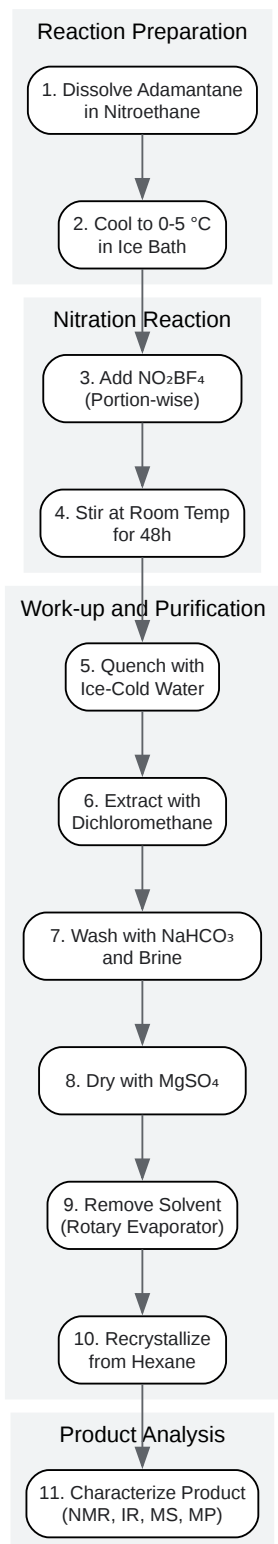 Reaction Preparation
1. Dissolve Adamantane
in Nitroethane
2. Cool to 0-5 °C
in Ice Bath
Nitration Reaction
3. Add NO₂BF₄
(Portion-wise)
4. Stir at Room Temp
for 48h
Work-up and Purification
5. Quench with
Ice-Cold Water
6. Extract with
Dichloromethane
7. Wash with NaHCO₃
and Brine
8. Dry with MgSO₄
9. Remove Solvent
(Rotary Evaporator)
10. Recrystallize
from Hexane
Product Analysis
11. Characterize Product
(NMR, IR, MS, MP)